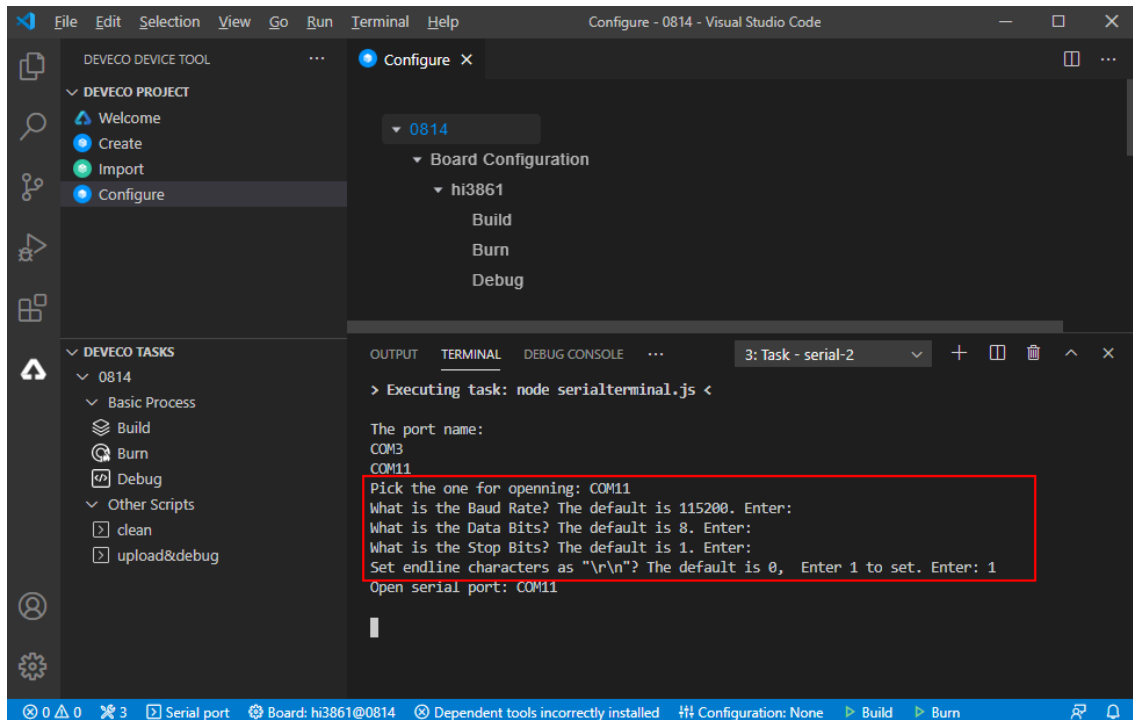 File Edit Selection View Go Run Terminal Help Configure - 0814 - Visual Studio Code
DEVECO DEVICE TOOL
DEVECO PROJECT
Welcome
Create
Import
Configure
Configure
0814
Board Configuration
hi3861
Build
Burn
Debug
DEVECO TASKS
0814
Basic Process
Build
Burn
Debug
Other Scripts
clean
upload&debug
OUTPUT TERMINAL DEBUG CONSOLE ··· 3: Task - serial-2
> Executing task: node serialterminal.js <
The port name:
COM3
COM11
Pick the one for openning: COM11
What is the Baud Rate? The default is 115200. Enter:
What is the Data Bits? The default is 8. Enter:
What is the Stop Bits? The default is 1. Enter:
Set endline characters as "\r\n"? The default is 0,  Enter 1 to set. Enter: 1
Open serial port: COM11
0 0 3 Serial port Board: hi3861@0814 Dependent tools incorrectly installed Configuration: None Build Burn